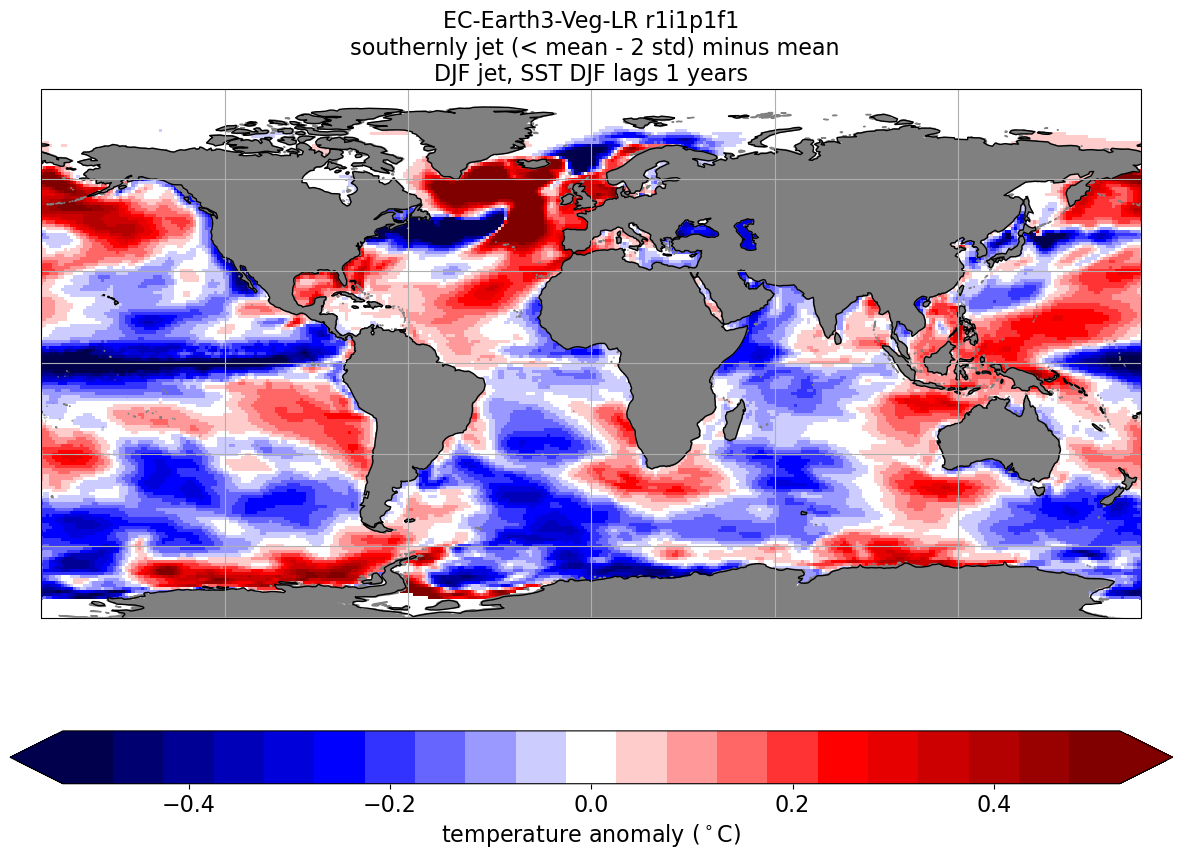 EC-Earth3-Veg-LR r1i1p1f1
southernly jet (< mean - 2 std) minus mean
DJF jet, SST DJF lags 1 years
−0.4 −0.2 0.0 0.2 0.4
temperature anomaly (∘C)